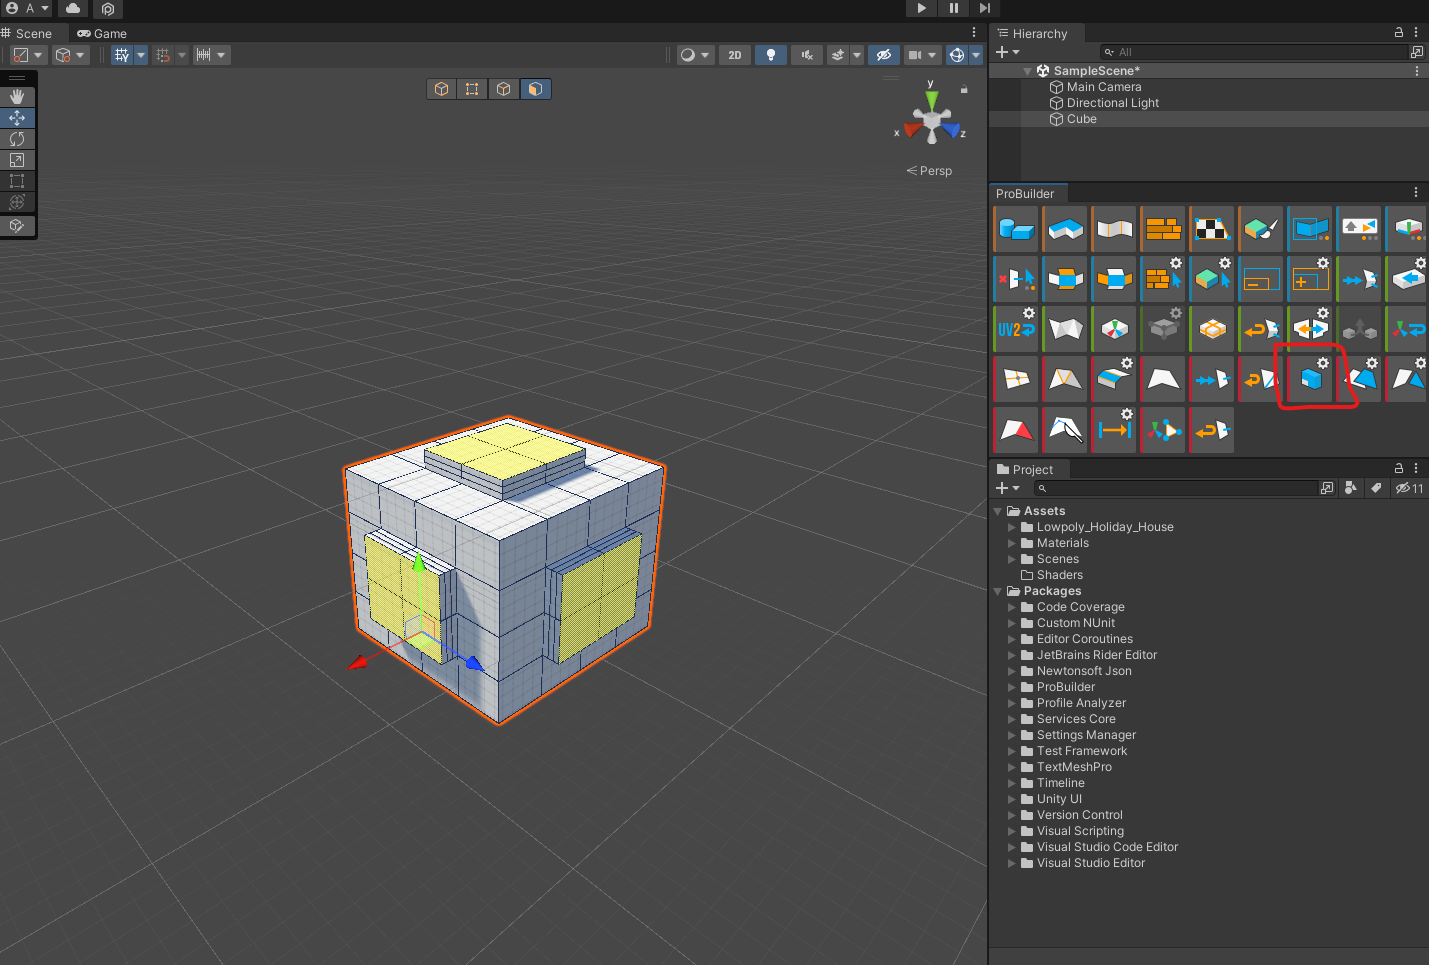 A
Scene
Game
2D
y
x
z
Persp
Hierarchy
All
SampleScene*
Main Camera
Directional Light
Cube
ProBuilder
UV2
Project
11
Assets
Lowpoly_Holiday_House
Materials
Scenes
Shaders
Packages
Code Coverage
Custom NUnit
Editor Coroutines
JetBrains Rider Editor
Newtonsoft Json
ProBuilder
Profile Analyzer
Services Core
Settings Manager
Test Framework
TextMeshPro
Timeline
Unity UI
Version Control
Visual Scripting
Visual Studio Code Editor
Visual Studio Editor